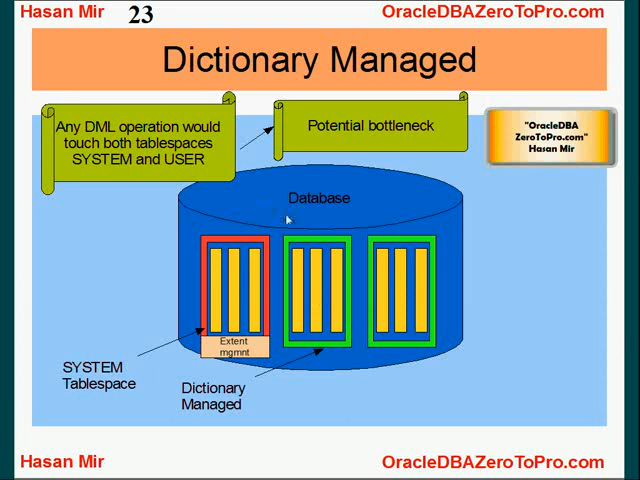 Hasan Mir 23 OracleDBAZeroToPro.com
Dictionary Managed
Any DML operation would
touch both tablespaces
SYSTEM and USER
Potential bottleneck
"OracleDBA
ZeroToPro.com"
Hasan Mir
Database
Extent
mgmnt
SYSTEM
Tablespace
Dictionary
Managed
Hasan Mir OracleDBAZeroToPro.com